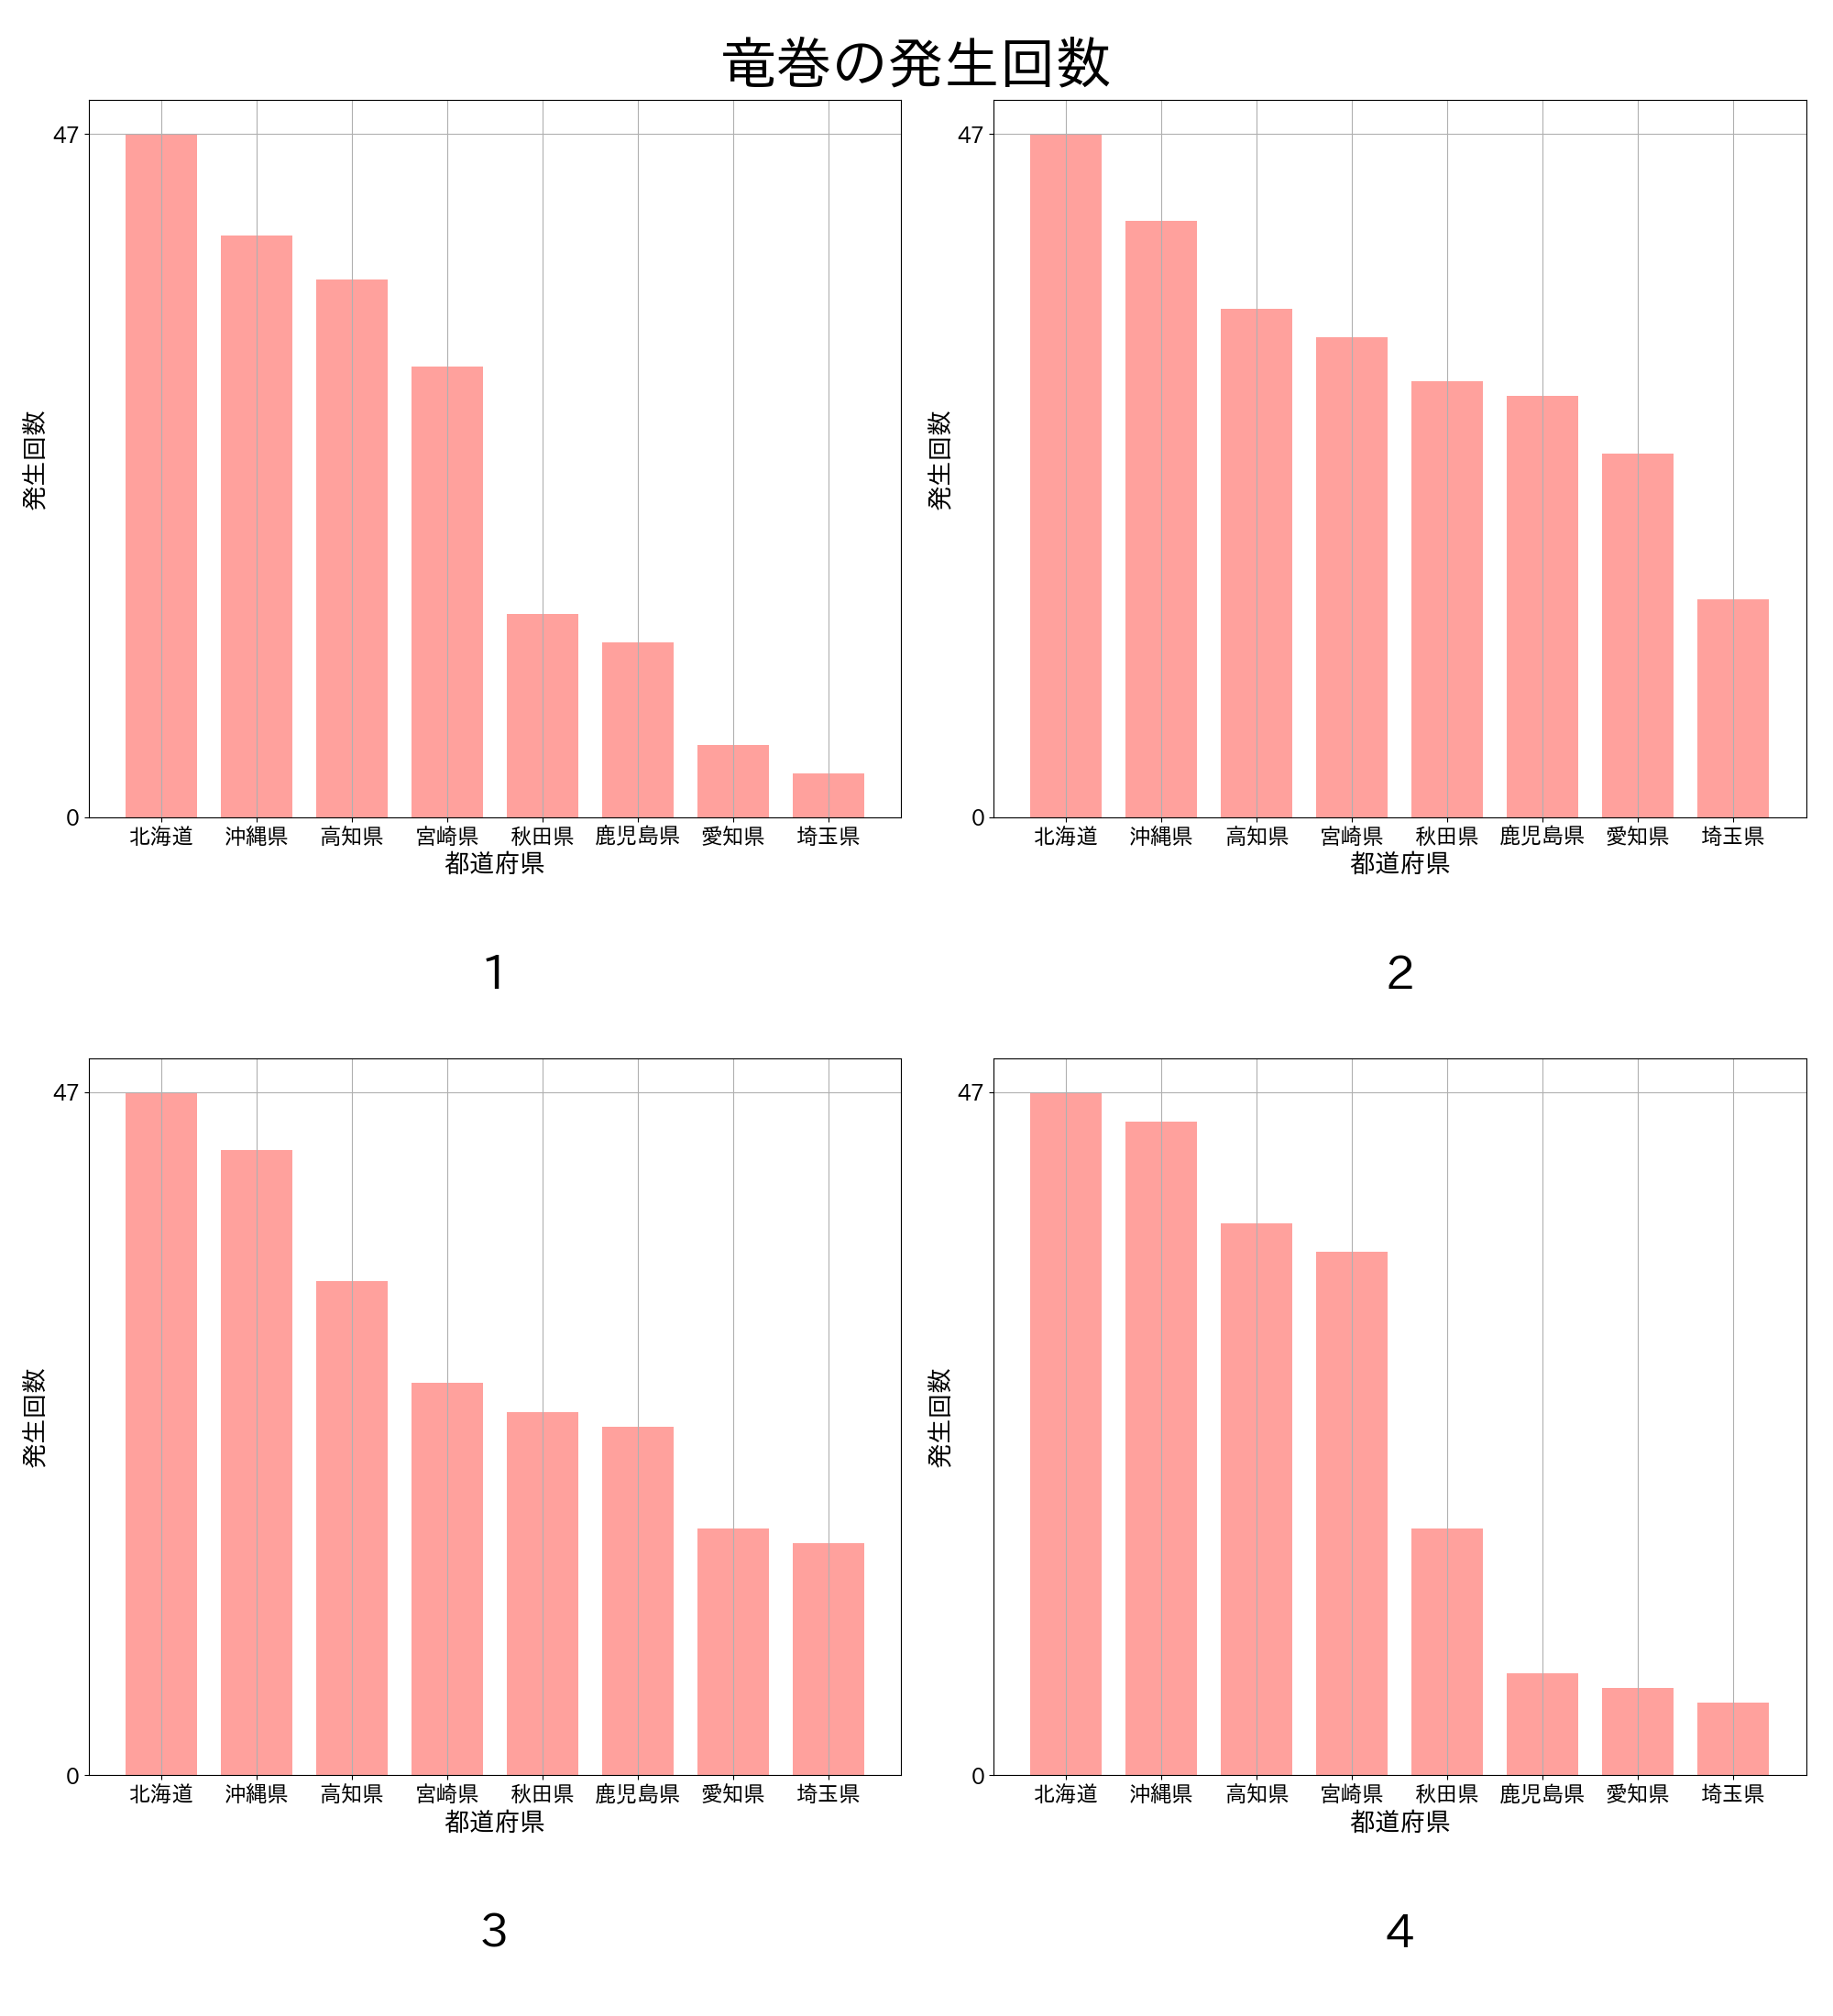 竜巻の発生回数
47
0
発生回数
北海道 沖縄県 高知県 宮崎県 秋田県 鹿児島県 愛知県 埼玉県
都道府県
1
47
0
発生回数
北海道 沖縄県 高知県 宮崎県 秋田県 鹿児島県 愛知県 埼玉県
都道府県
2
47
0
発生回数
北海道 沖縄県 高知県 宮崎県 秋田県 鹿児島県 愛知県 埼玉県
都道府県
3
47
0
発生回数
北海道 沖縄県 高知県 宮崎県 秋田県 鹿児島県 愛知県 埼玉県
都道府県
4